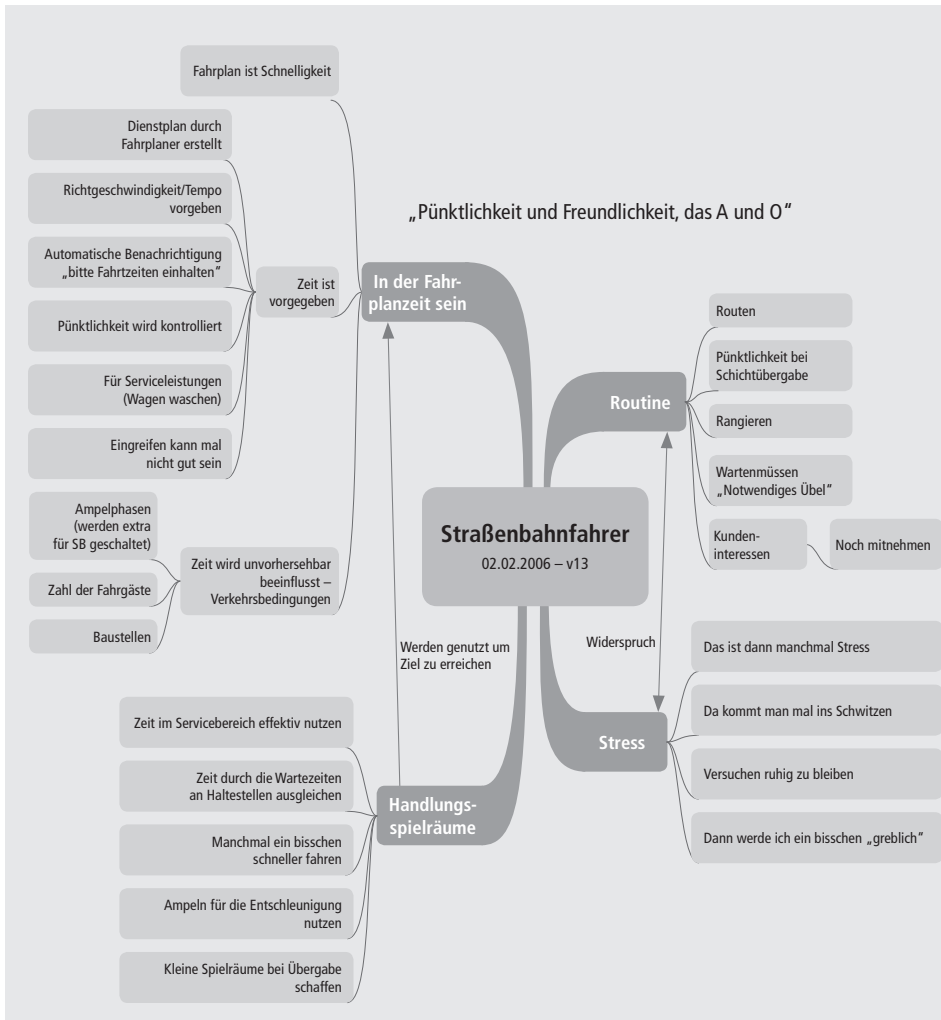 Fahrplan ist Schnelligkeit
Dienstplan durch
Fahrplaner erstellt
Richtgeschwindigkeit/Tempo
vorgeben
Automatische Benachrichtigung
„bitte Fahrtzeiten einhalten“
Pünktlichkeit wird kontrolliert
Für Serviceleistungen
(Wagen waschen)
Eingreifen kann mal
nicht gut sein
Zeit ist
vorgegeben
Ampelphasen
(werden extra
für SB geschaltet)
Zahl der Fahrgäste
Baustellen
Zeit wird unvorhersehbar
beeinflusst –
Verkehrsbedingungen
In der Fahr-
planzeit sein
„Pünktlichkeit und Freundlichkeit, das A und O“
Routine
Routen
Pünktlichkeit bei
Schichtübergabe
Rangieren
Wartenmüssen
„Notwendiges Übel“
Kunden-
interessen
Noch mitnehmen
Straßenbahnfahrer
02.02.2006 – v13
Werden genutzt um
Ziel zu erreichen
Widerspruch
Zeit im Servicebereich effektiv nutzen
Zeit durch die Wartezeiten
an Haltestellen ausgleichen
Manchmal ein bisschen
schneller fahren
Ampeln für die Entschleunigung
nutzen
Kleine Spielräume bei Übergabe
schaffen
Handlungs-
spielräume
Stress
Das ist dann manchmal Stress
Da kommt man mal ins Schwitzen
Versuchen ruhig zu bleiben
Dann werde ich ein bisschen „greblich“